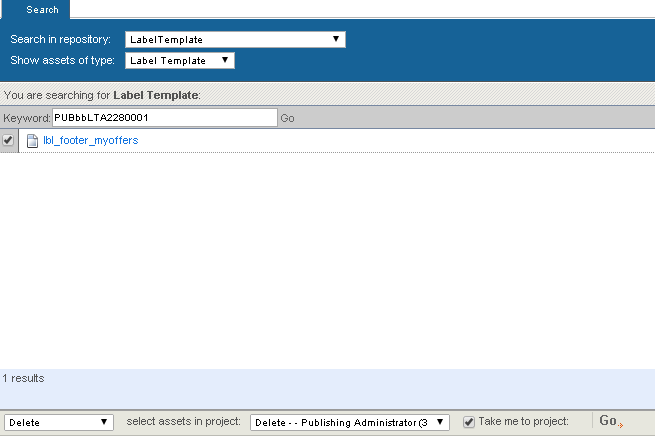 Search
Search in repository: LabelTemplate
Show assets of type: Label Template
You are searching for Label Template:
Keyword: PUBbbLTA2280001 Go
lbl_footer_myoffers
1 results
Delete select assets in project: Delete - - Publishing Administrator (3 Take me to project: Go